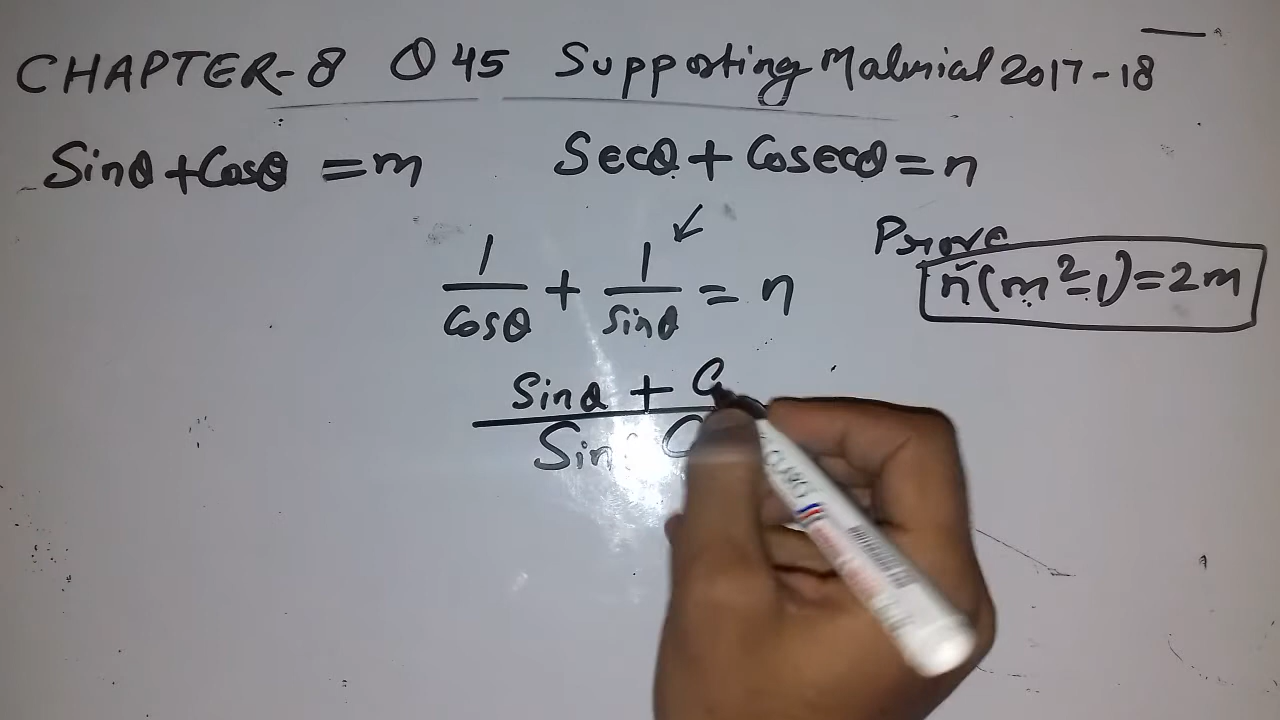 CHAPTER-8 Q 45 Supporting Material 2017-18
Sinθ + Cosθ = m Secθ + Cosecθ = n
Prove
n(m²-1) = 2m
1/Cosθ + 1/Sinθ = n
Sinθ + C
Sin C